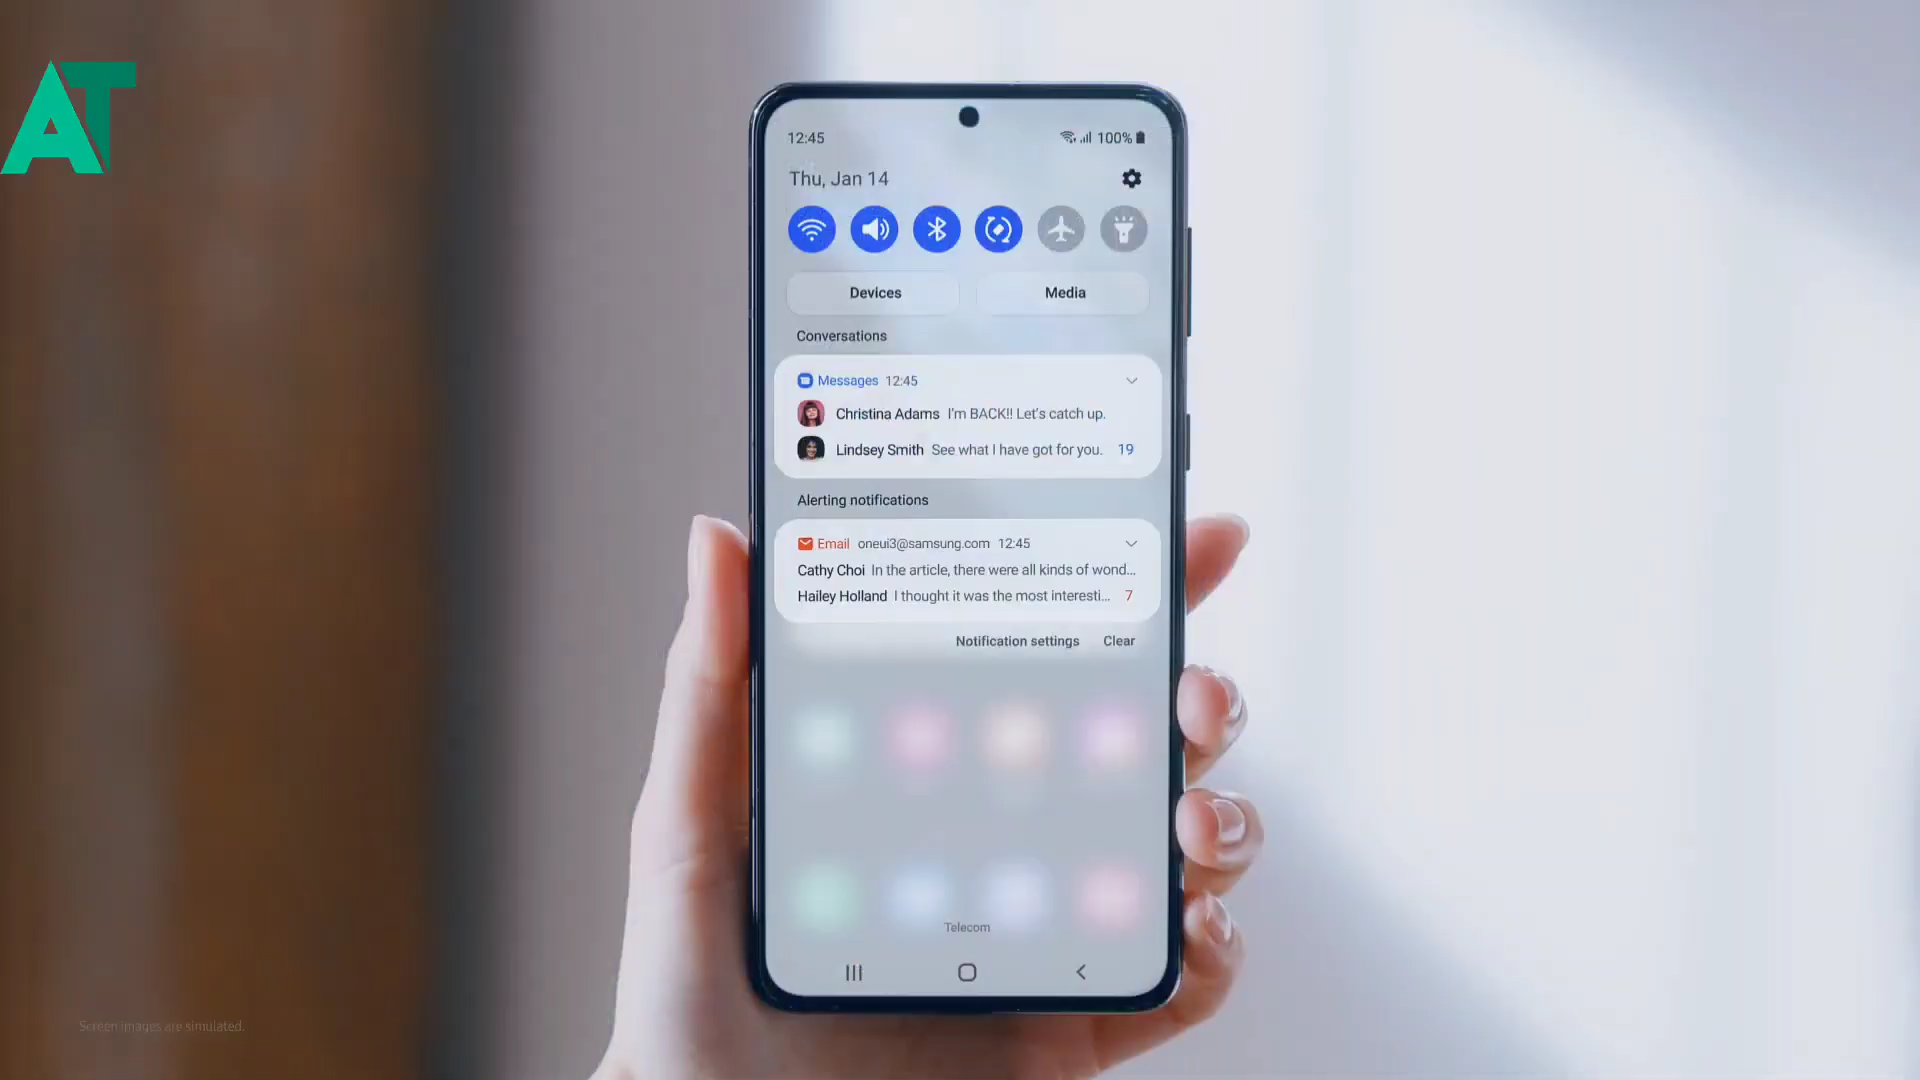 AT
12:45
100%
Thu, Jan 14
Devices
Media
Conversations
Messages 12:45
Christina Adams I'm BACK!! Let's catch up.
Lindsey Smith See what I have got for you. 19
Alerting notifications
Email oneui3@samsung.com 12:45
Cathy Choi In the article, there were all kinds of wond...
Hailey Holland I thought it was the most interesti... 7
Notification settings Clear
Telecom
Screen images are simulated.